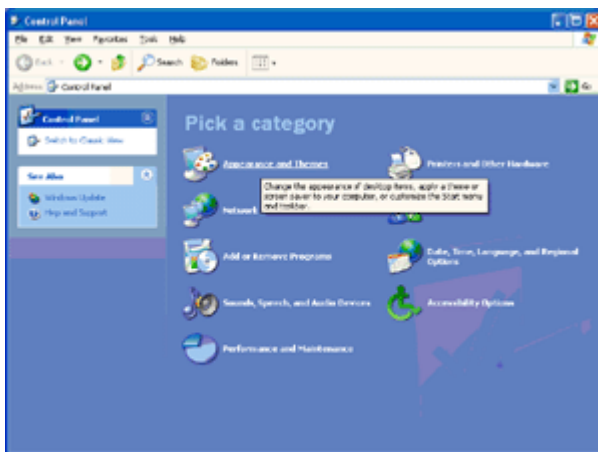 Control Panel
File Edit View Favorites Tools Help
Back Search Folders
Address Control Panel Go
Control Panel
Switch to Classic View
See Also
Windows Update
Help and Support
Pick a category
Appearance and Themes
Printers and Other Hardware
Change the appearance of desktop items, apply a theme or
screen saver to your computer, or customize the Start menu
and taskbar.
Network
Add or Remove Programs
Date, Time, Language, and Regional
Options
Sounds, Speech, and Audio Devices
Accessibility Options
Performance and Maintenance